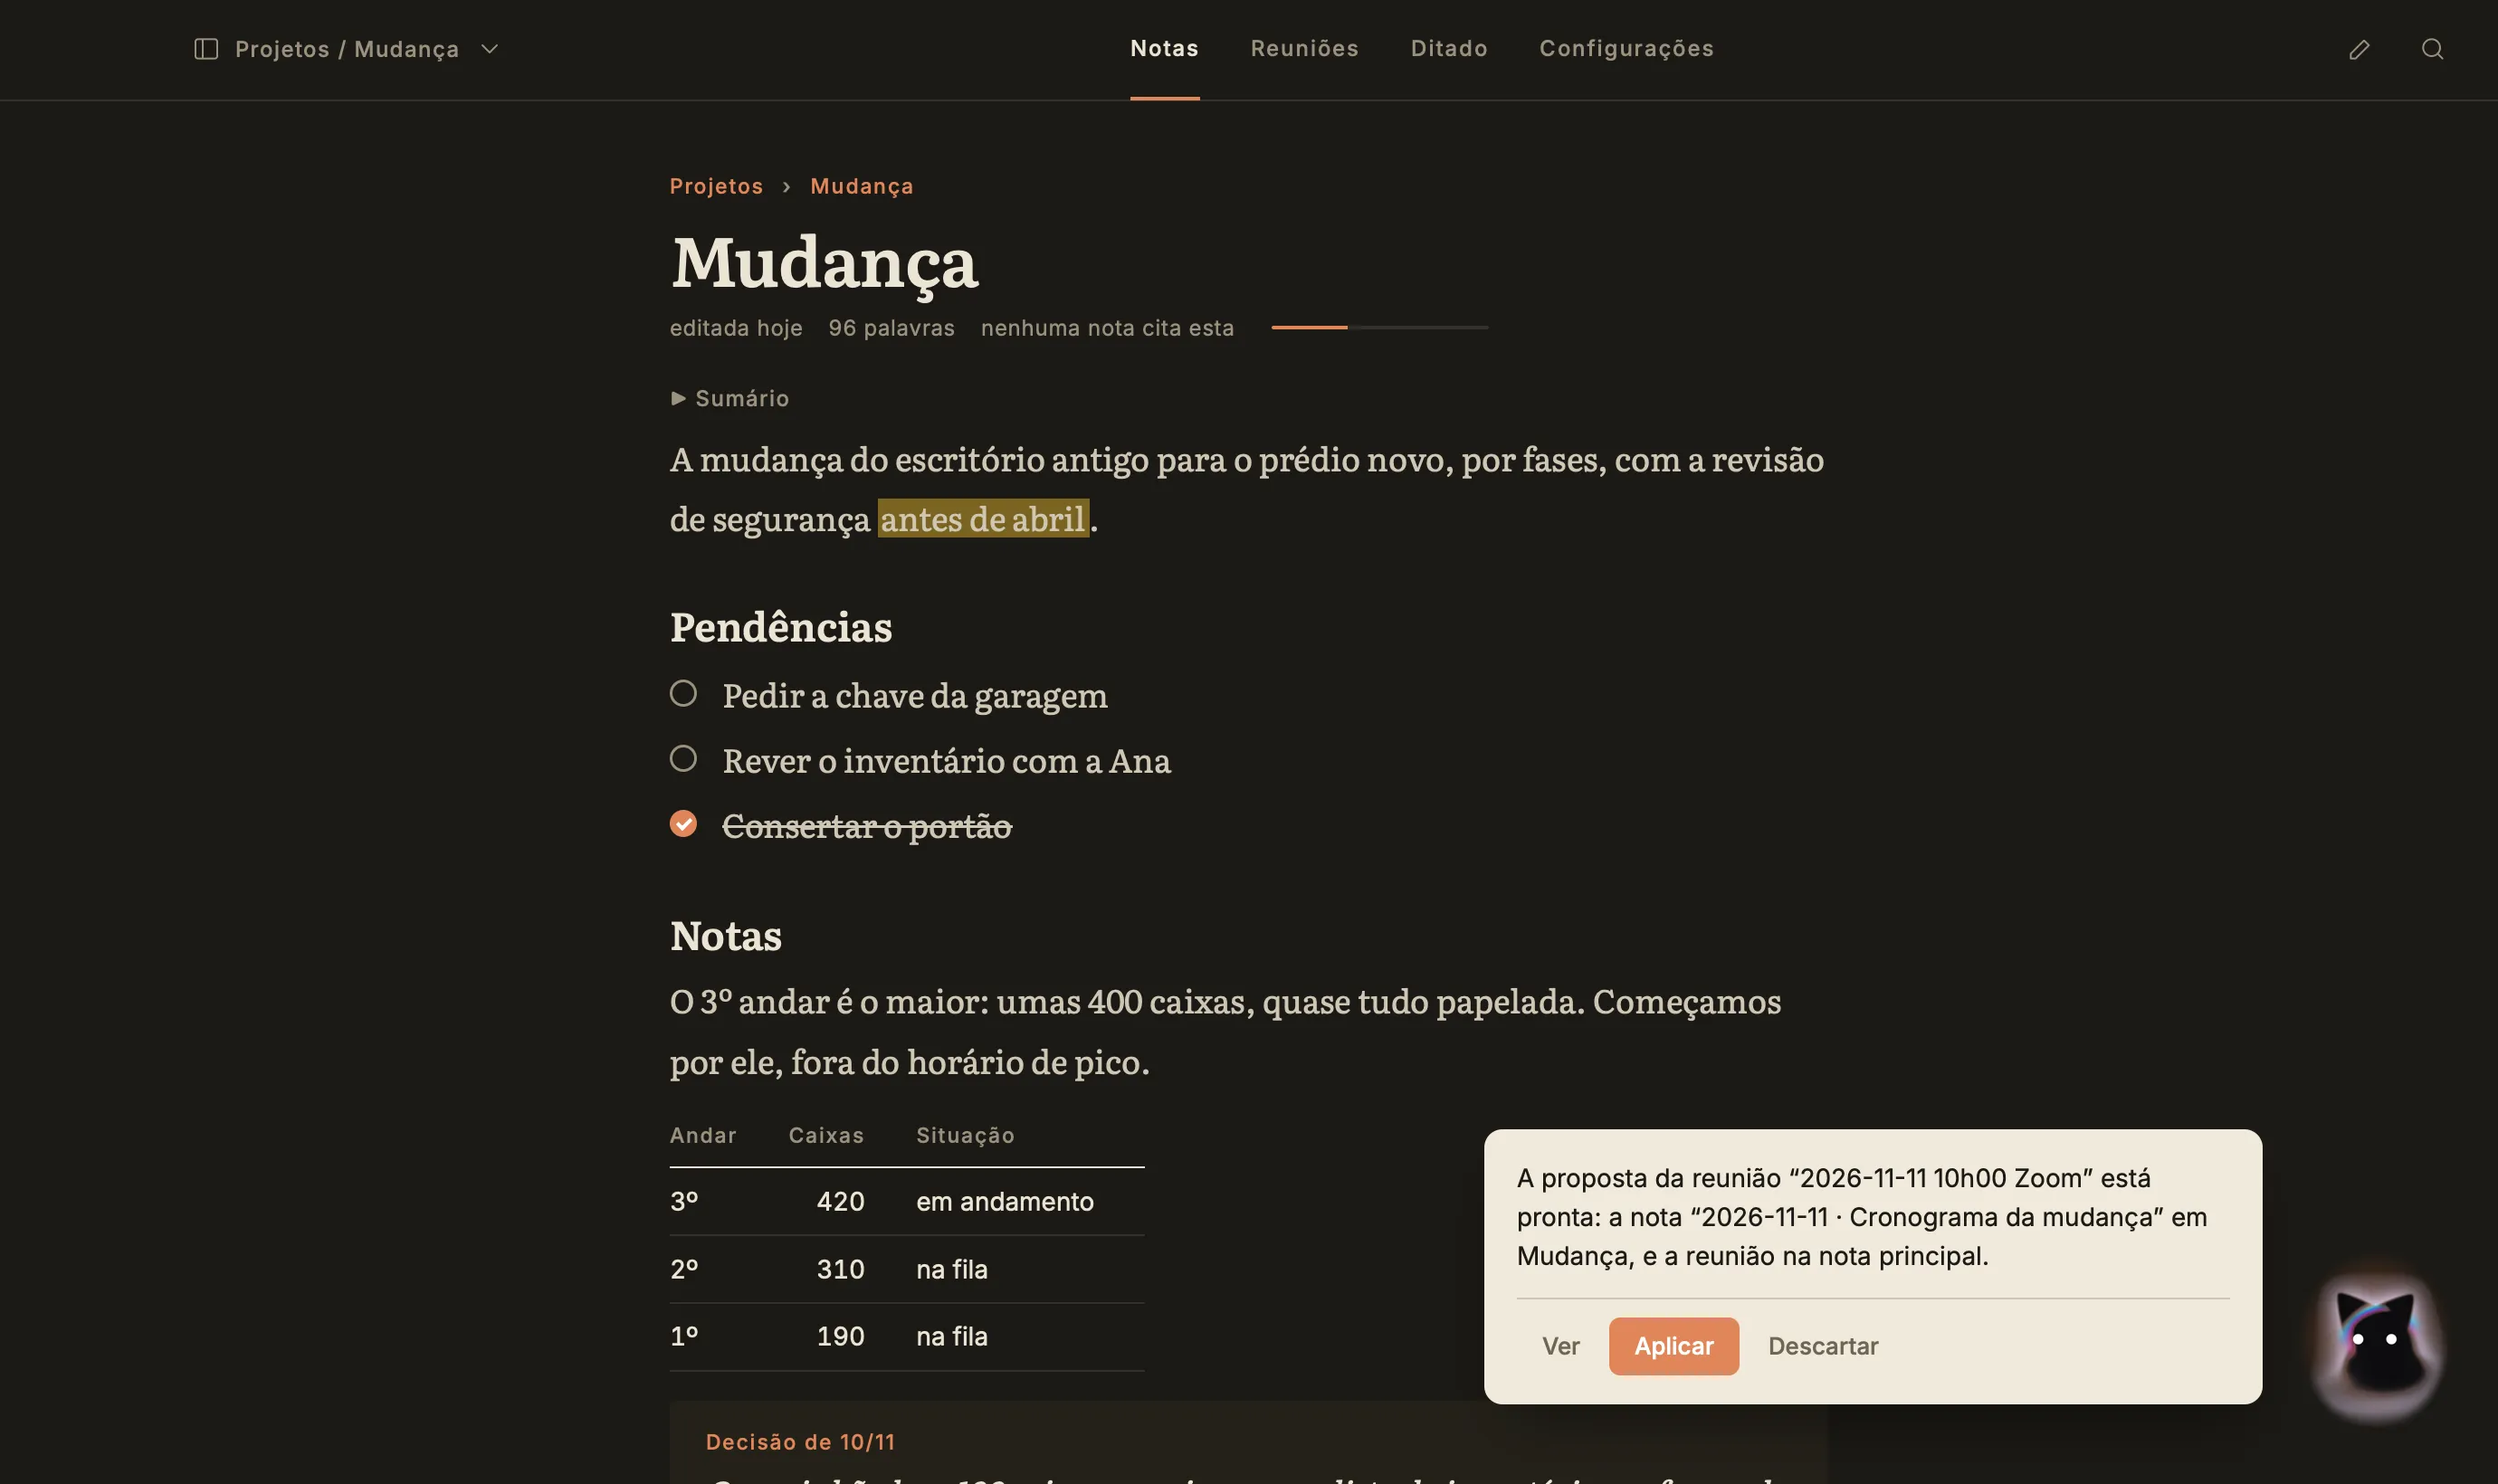 Projetos / Mudança
Notas Reuniões Ditado Configurações
Projetos › Mudança
Mudança
editada hoje 96 palavras nenhuma nota cita esta
Sumário
A mudança do escritório antigo para o prédio novo, por fases, com a revisão
de segurança antes de abril.
Pendências
Pedir a chave da garagem
Rever o inventário com a Ana
Consertar o portão
Notas
O 3º andar é o maior: umas 400 caixas, quase tudo papelada. Começamos
por ele, fora do horário de pico.
Andar Caixas Situação
3º 420 em andamento
2º 310 na fila
1º 190 na fila
A proposta da reunião “2026-11-11 10h00 Zoom” está
pronta: a nota “2026-11-11 · Cronograma da mudança” em
Mudança, e a reunião na nota principal.
Ver Aplicar Descartar
Decisão de 10/11